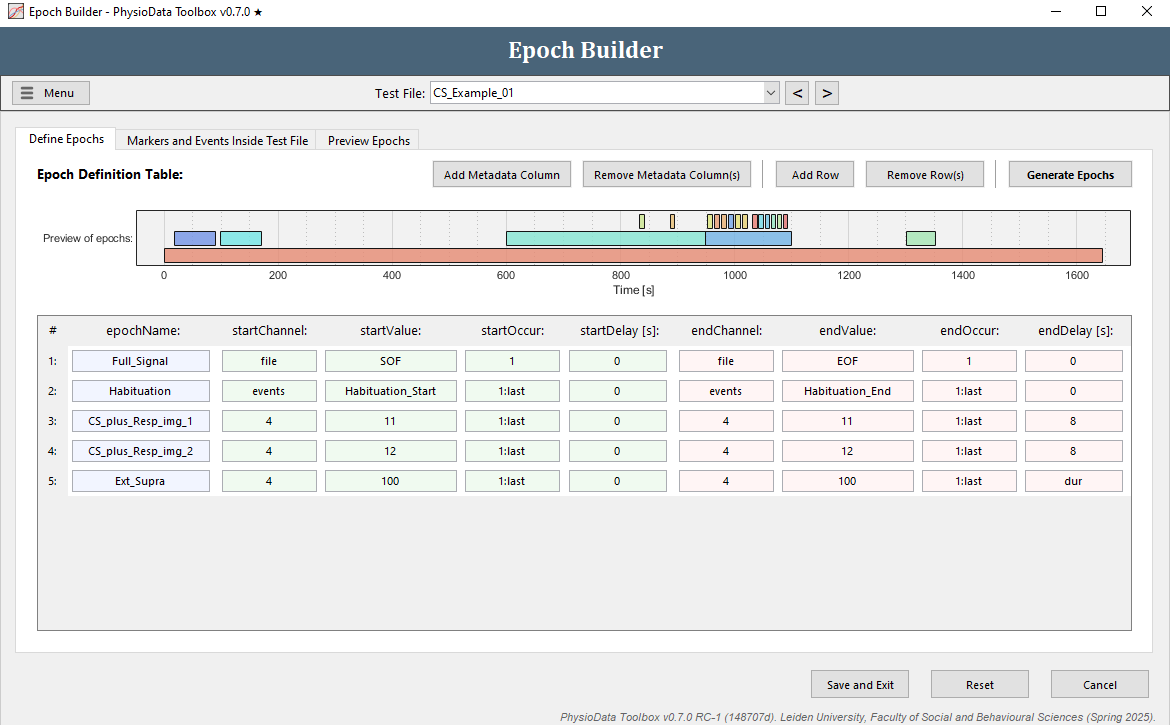 Epoch Builder - PhysioData Toolbox v0.7.0 ★
Epoch Builder
Menu
Test File: CS_Example_01 < >
Define Epochs Markers and Events Inside Test File Preview Epochs
Epoch Definition Table: Add Metadata Column Remove Metadata Column(s) Add Row Remove Row(s) Generate Epochs
Preview of epochs:
0 200 400 600 800 1000 1200 1400 1600
Time [s]
# epochName: startChannel: startValue: startOccur: startDelay [s]: endChannel: endValue: endOccur: endDelay [s]:
1: Full_Signal file SOF 1 0 file EOF 1 0
2: Habituation events Habituation_Start 1:last 0 events Habituation_End 1:last 0
3: CS_plus_Resp_img_1 4 11 1:last 0 4 11 1:last 8
4: CS_plus_Resp_img_2 4 12 1:last 0 4 12 1:last 8
5: Ext_Supra 4 100 1:last 0 4 100 1:last dur
Save and Exit Reset Cancel
PhysioData Toolbox v0.7.0 RC-1 (148707d). Leiden University, Faculty of Social and Behavioural Sciences (Spring 2025).